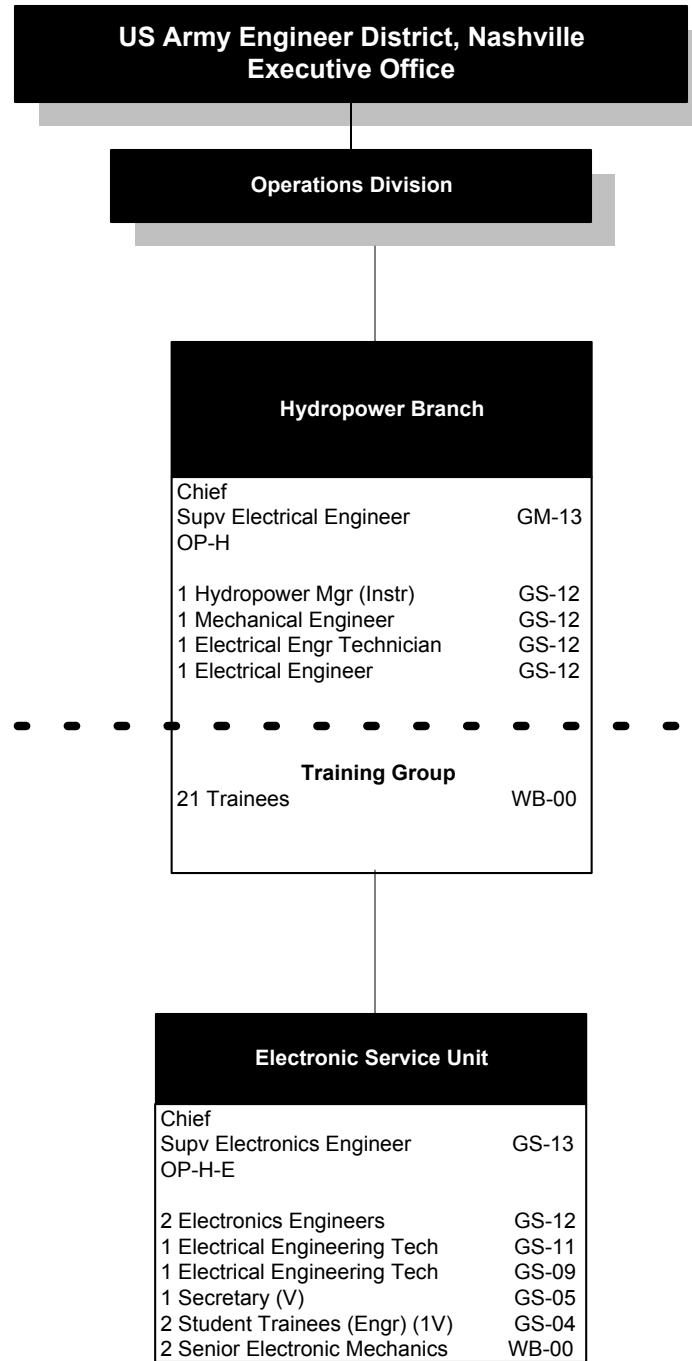 US Army Engineer District, Nashville
Executive Office
Operations Division
Hydropower Branch
Chief
Supv Electrical Engineer GM-13
OP-H
1 Hydropower Mgr (Instr) GS-12
1 Mechanical Engineer GS-12
1 Electrical Engr Technician GS-12
1 Electrical Engineer GS-12
Training Group
21 Trainees WB-00
Electronic Service Unit
Chief
Supv Electronics Engineer GS-13
OP-H-E
2 Electronics Engineers GS-12
1 Electrical Engineering Tech GS-11
1 Electrical Engineering Tech GS-09
1 Secretary (V) GS-05
2 Student Trainees (Engr) (1V) GS-04
2 Senior Electronic Mechanics WB-00